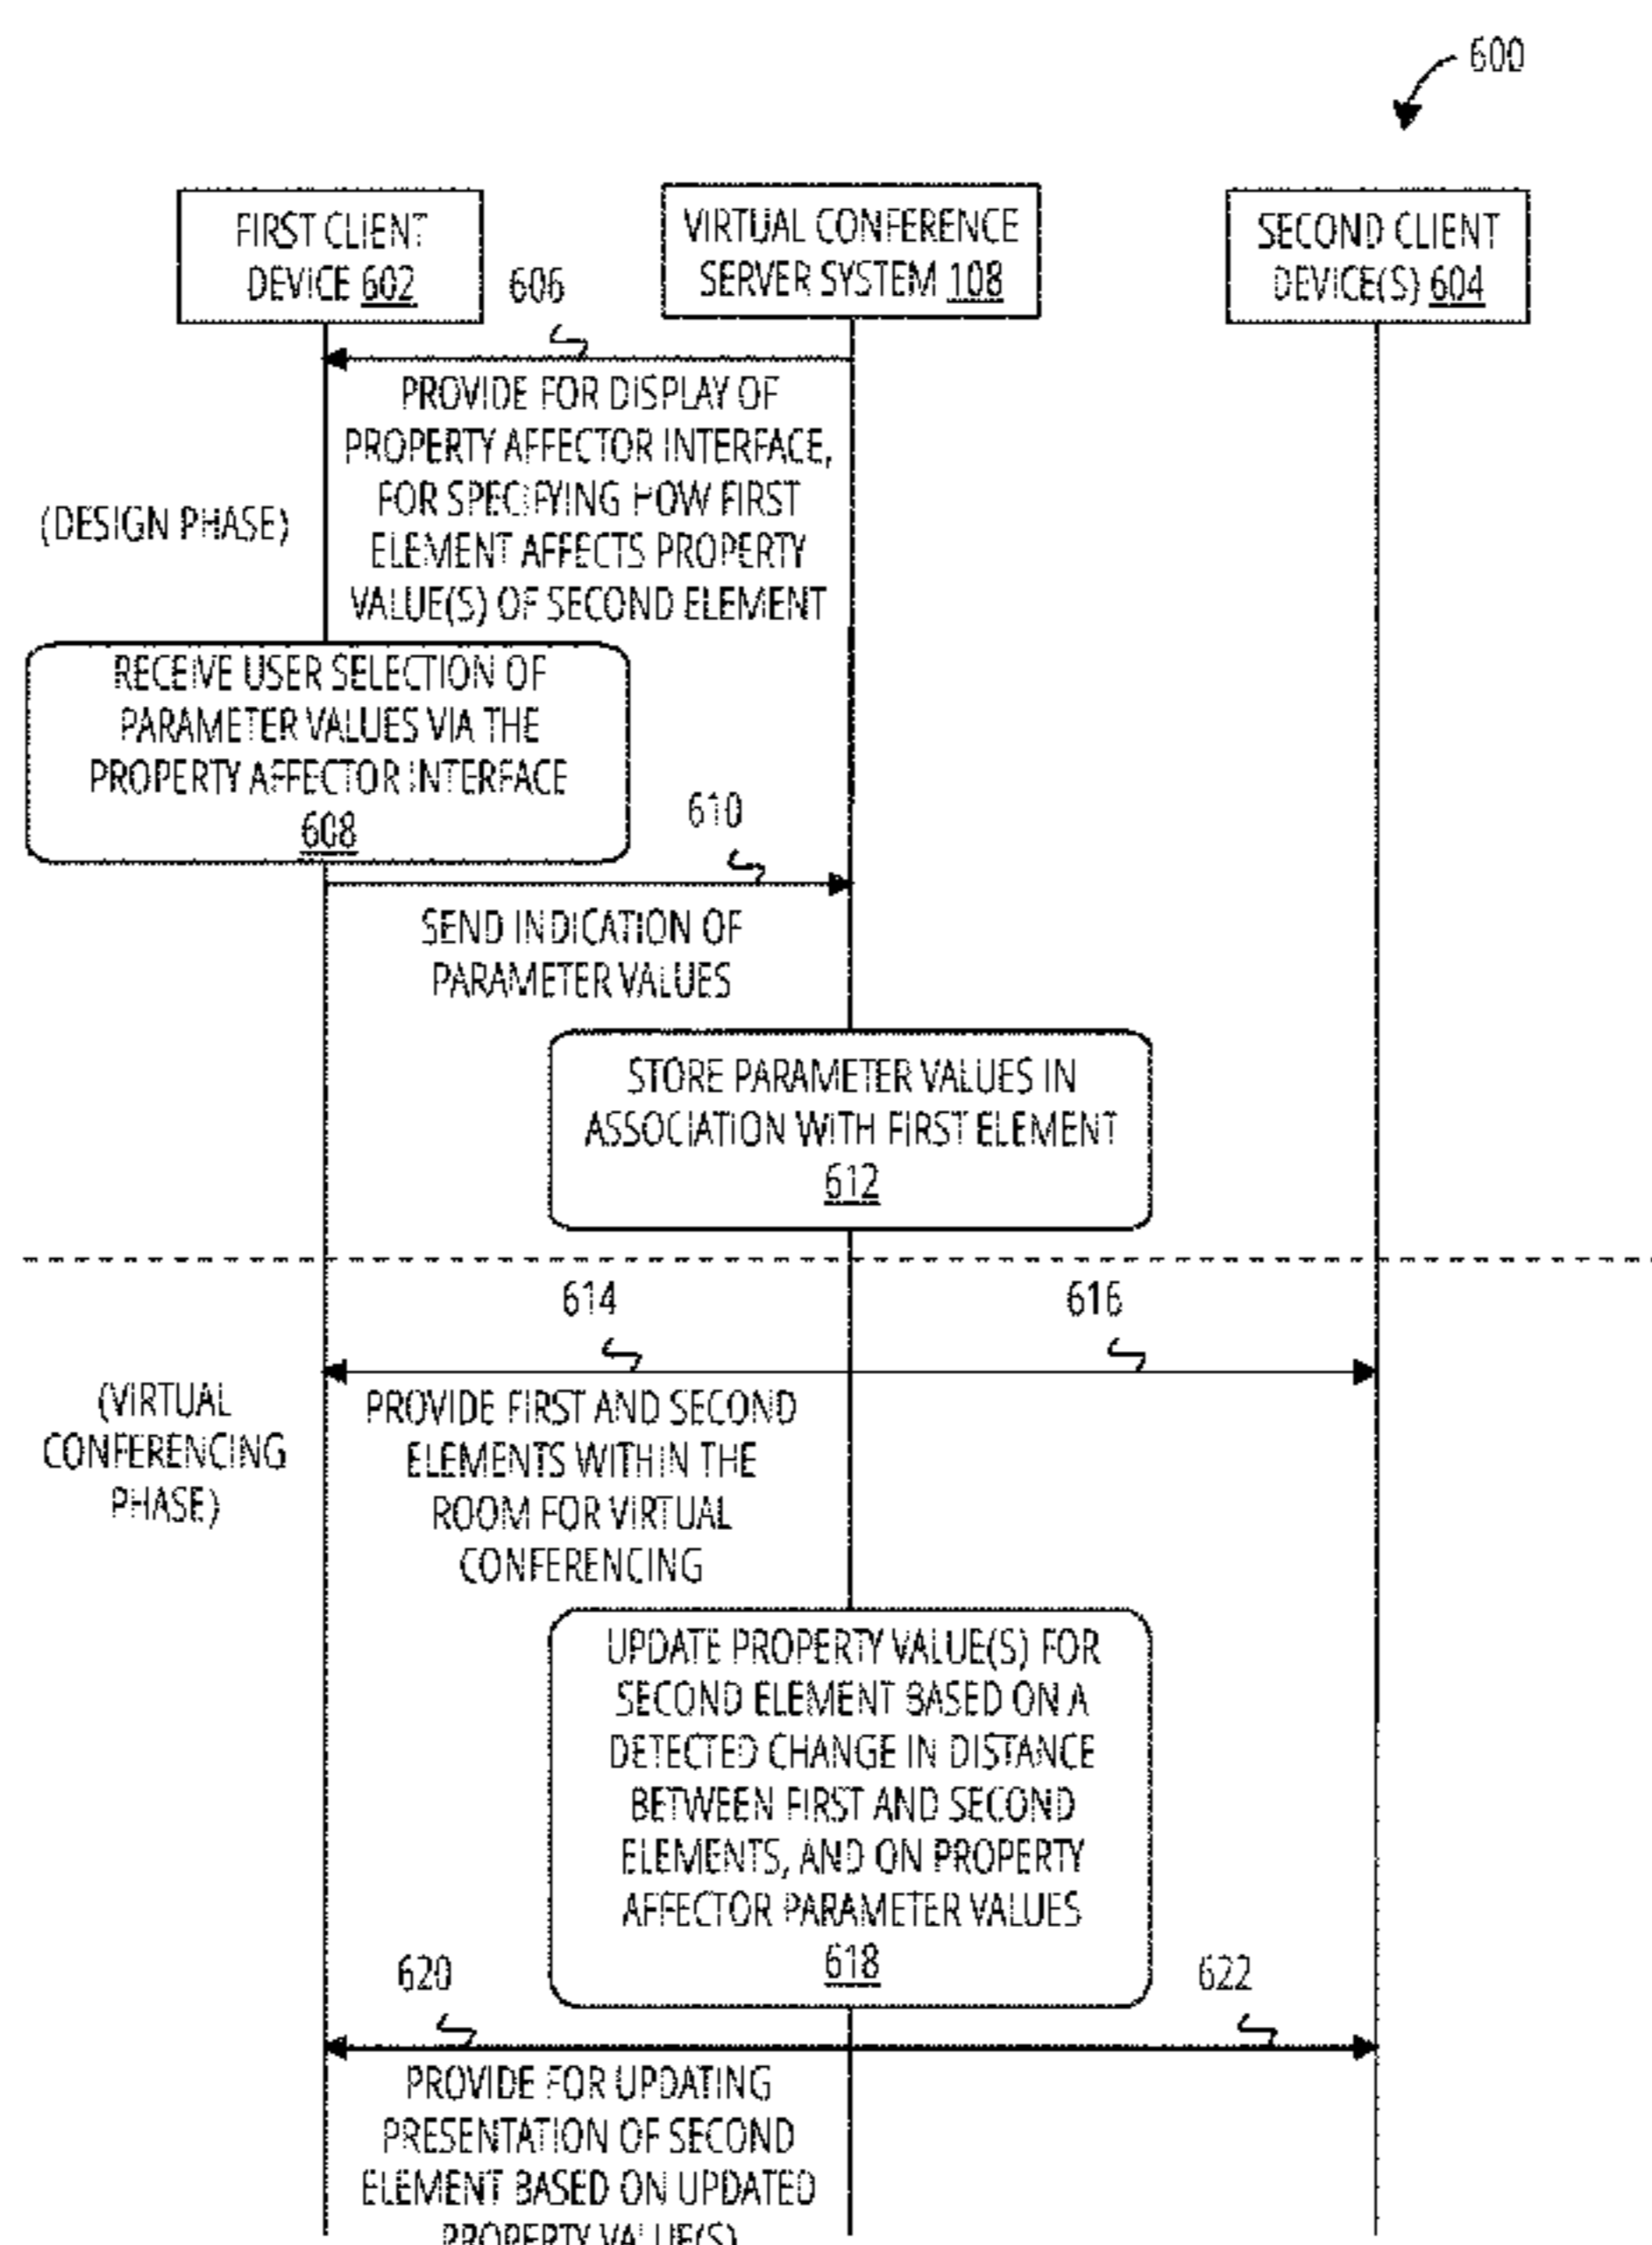 600
FIRST CLIENT
DEVICE 602
VIRTUAL CONFERENCE
SERVER SYSTEM 108
SECOND CLIENT
DEVICE(S) 604
606
PROVIDE FOR DISPLAY OF
PROPERTY AFFECTOR INTERFACE,
FOR SPECIFYING HOW FIRST
ELEMENT AFFECTS PROPERTY
VALUE(S) OF SECOND ELEMENT
(DESIGN PHASE)
RECEIVE USER SELECTION OF
PARAMETER VALUES VIA THE
PROPERTY AFFECTOR INTERFACE
608
610
SEND INDICATION OF
PARAMETER VALUES
STORE PARAMETER VALUES IN
ASSOCIATION WITH FIRST ELEMENT
612
614
616
(VIRTUAL
CONFERENCING
PHASE)
PROVIDE FIRST AND SECOND
ELEMENTS WITHIN THE
ROOM FOR VIRTUAL
CONFERENCING
UPDATE PROPERTY VALUE(S) FOR
SECOND ELEMENT BASED ON A
DETECTED CHANGE IN DISTANCE
BETWEEN FIRST AND SECOND
ELEMENTS, AND ON PROPERTY
AFFECTOR PARAMETER VALUES
618
620
622
PROVIDE FOR UPDATING
PRESENTATION OF SECOND
ELEMENT BASED ON UPDATED
PROPERTY VALUE(S)